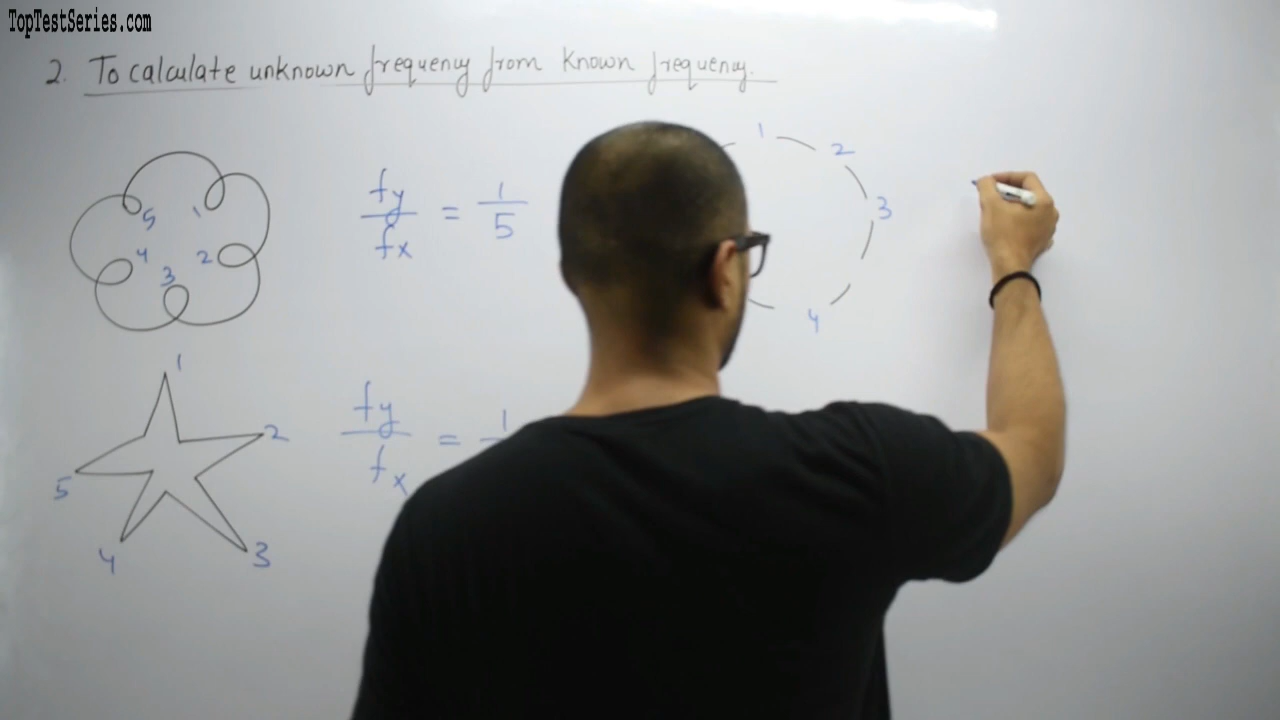 TopTestSeries.com
2. To calculate unknown frequency from known frequency.
fy/fx = 1/5
5 1
4 2
3
1
2
3
4
fy/fx = 1
1
2
5
4 3